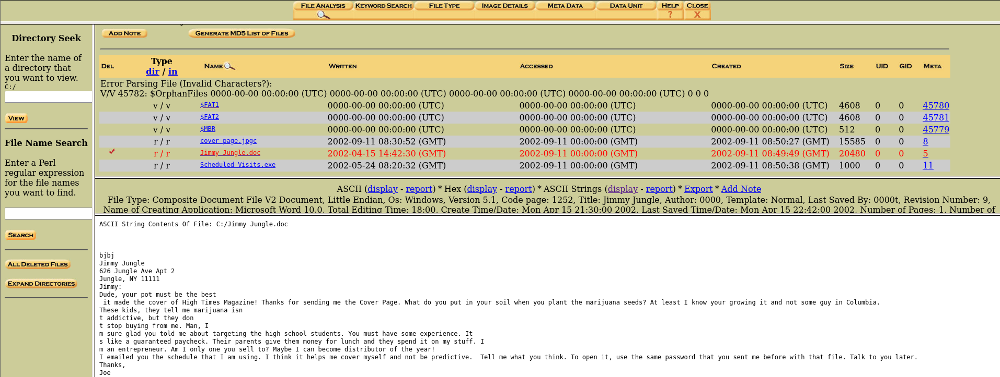 FILE ANALYSIS KEYWORD SEARCH FILE TYPE IMAGE DETAILS META DATA DATA UNIT HELP CLOSE
? X
Directory Seek
Enter the name of
a directory that
you want to view.
C:/
VIEW
File Name Search
Enter a Perl
regular expression
for the file names
you want to find.
SEARCH
ALL DELETED FILES
EXPAND DIRECTORIES
ADD NOTE GENERATE MD5 LIST OF FILES
DEL Type dir / in NAME WRITTEN ACCESSED CREATED SIZE UID GID META
Error Parsing File (Invalid Characters?):
V/V 45782: $OrphanFiles 0000-00-00 00:00:00 (UTC) 0000-00-00 00:00:00 (UTC) 0000-00-00 00:00:00 (UTC) 0000-00-00 00:00:00 (UTC) 0 0 0
v / v $FAT1 0000-00-00 00:00:00 (UTC) 0000-00-00 00:00:00 (UTC) 0000-00-00 00:00:00 (UTC) 4608 0 0 45780
v / v $FAT2 0000-00-00 00:00:00 (UTC) 0000-00-00 00:00:00 (UTC) 0000-00-00 00:00:00 (UTC) 4608 0 0 45781
v / v $MBR 0000-00-00 00:00:00 (UTC) 0000-00-00 00:00:00 (UTC) 0000-00-00 00:00:00 (UTC) 512 0 0 45779
r / r cover page.jpgc 2002-09-11 08:30:52 (GMT) 2002-09-11 00:00:00 (GMT) 2002-09-11 08:50:27 (GMT) 15585 0 0 8
r / r Jimmy Jungle.doc 2002-04-15 14:42:30 (GMT) 2002-09-11 00:00:00 (GMT) 2002-09-11 08:49:49 (GMT) 20480 0 0 5
r / r Scheduled Visits.exe 2002-05-24 08:20:32 (GMT) 2002-09-11 00:00:00 (GMT) 2002-09-11 08:50:38 (GMT) 1000 0 0 11
ASCII (display - report) * Hex (display - report) * ASCII Strings (display - report) * Export * Add Note
File Type: Composite Document File V2 Document, Little Endian, Os: Windows, Version 5.1, Code page: 1252, Title: Jimmy Jungle, Author: 0000, Template: Normal, Last Saved By: 0000t, Revision Number: 9,
Name of Creating Application: Microsoft Word 10.0, Total Editing Time: 18:00, Create Time/Date: Mon Apr 15 21:30:00 2002, Last Saved Time/Date: Mon Apr 15 22:42:00 2002, Number of Pages: 1, Number of
ASCII String Contents Of File: C:/Jimmy Jungle.doc
bjbj
Jimmy Jungle
626 Jungle Ave Apt 2
Jungle, NY 11111
Jimmy:
Dude, your pot must be the best
it made the cover of High Times Magazine! Thanks for sending me the Cover Page. What do you put in your soil when you plant the marijuana seeds? At least I know your growing it and not some guy in Columbia.
These kids, they tell me marijuana isn
t addictive, but they don
t stop buying from me. Man, I
m sure glad you told me about targeting the high school students. You must have some experience. It
s like a guaranteed paycheck. Their parents give them money for lunch and they spend it on my stuff. I
m an entrepreneur. Am I only one you sell to? Maybe I can become distributor of the year!
I emailed you the schedule that I am using. I think it helps me cover myself and not be predictive.  Tell me what you think. To open it, use the same password that you sent me before with that file. Talk to you later.
Thanks,
Joe